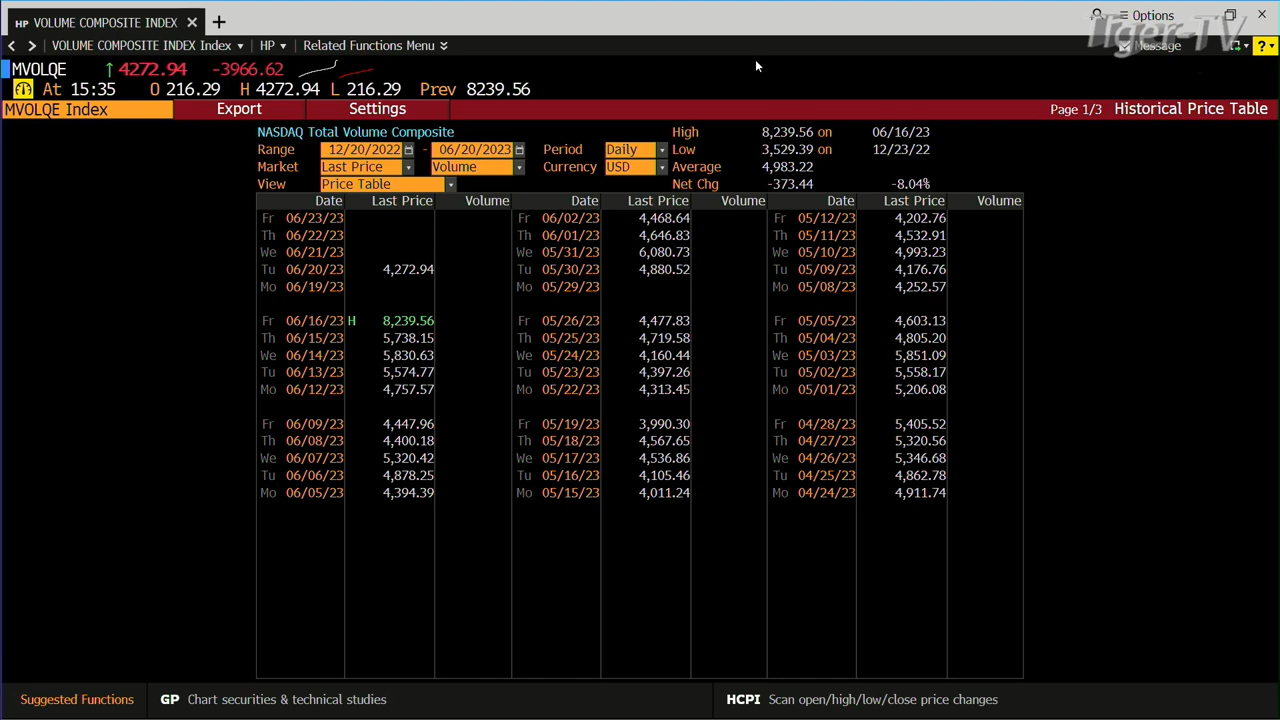 HP VOLUME COMPOSITE INDEX × +
Options ×
VOLUME COMPOSITE INDEX Index HP Related Functions Menu Message ?
Tiger-TV
MVOLQE ↑ 4272.94 -3966.62
At 15:35 O 216.29 H 4272.94 L 216.29 Prev 8239.56
MVOLQE Index Export Settings Page 1/3 Historical Price Table
NASDAQ Total Volume Composite High 8,239.56 on 06/16/23
Range 12/20/2022 - 06/20/2023 Period Daily Low 3,529.39 on 12/23/22
Market Last Price Volume Currency USD Average 4,983.22
View Price Table Net Chg -373.44 -8.04%
Date Last Price Volume Date Last Price Volume Date Last Price Volume
Fr 06/23/23 Fr 06/02/23 4,468.64 Fr 05/12/23 4,202.76
Th 06/22/23 Th 06/01/23 4,646.83 Th 05/11/23 4,532.91
We 06/21/23 We 05/31/23 6,080.73 We 05/10/23 4,993.23
Tu 06/20/23 4,272.94 Tu 05/30/23 4,880.52 Tu 05/09/23 4,176.76
Mo 06/19/23 Mo 05/29/23 Mo 05/08/23 4,252.57
Fr 06/16/23 H 8,239.56 Fr 05/26/23 4,477.83 Fr 05/05/23 4,603.13
Th 06/15/23 5,738.15 Th 05/25/23 4,719.58 Th 05/04/23 4,805.20
We 06/14/23 5,830.63 We 05/24/23 4,160.44 We 05/03/23 5,851.09
Tu 06/13/23 5,574.77 Tu 05/23/23 4,397.26 Tu 05/02/23 5,558.17
Mo 06/12/23 4,757.57 Mo 05/22/23 4,313.45 Mo 05/01/23 5,206.08
Fr 06/09/23 4,447.96 Fr 05/19/23 3,990.30 Fr 04/28/23 5,405.52
Th 06/08/23 4,400.18 Th 05/18/23 4,567.65 Th 04/27/23 5,320.56
We 06/07/23 5,320.42 We 05/17/23 4,536.86 We 04/26/23 5,346.68
Tu 06/06/23 4,878.25 Tu 05/16/23 4,105.46 Tu 04/25/23 4,862.78
Mo 06/05/23 4,394.39 Mo 05/15/23 4,011.24 Mo 04/24/23 4,911.74
Suggested Functions GP Chart securities & technical studies HCPI Scan open/high/low/close price changes